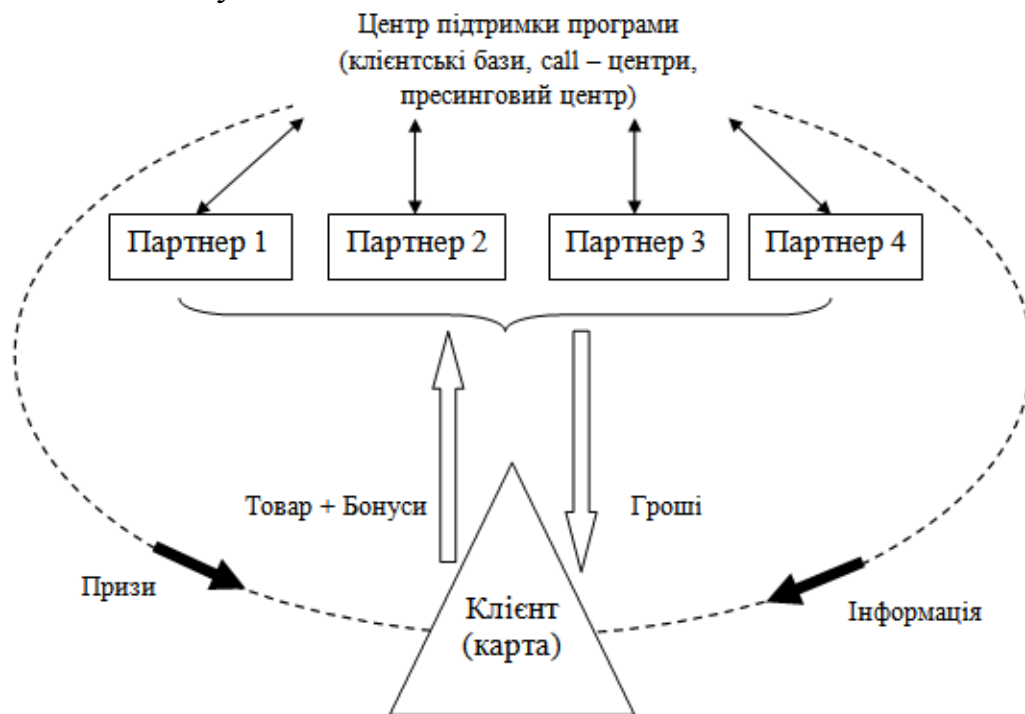 Центр підтримки програми
(клієнтські бази, call – центри,
пресинговий центр)
Партнер 1
Партнер 2
Партнер 3
Партнер 4
Товар + Бонуси
Гроші
Призи
Клієнт
(карта)
Інформація